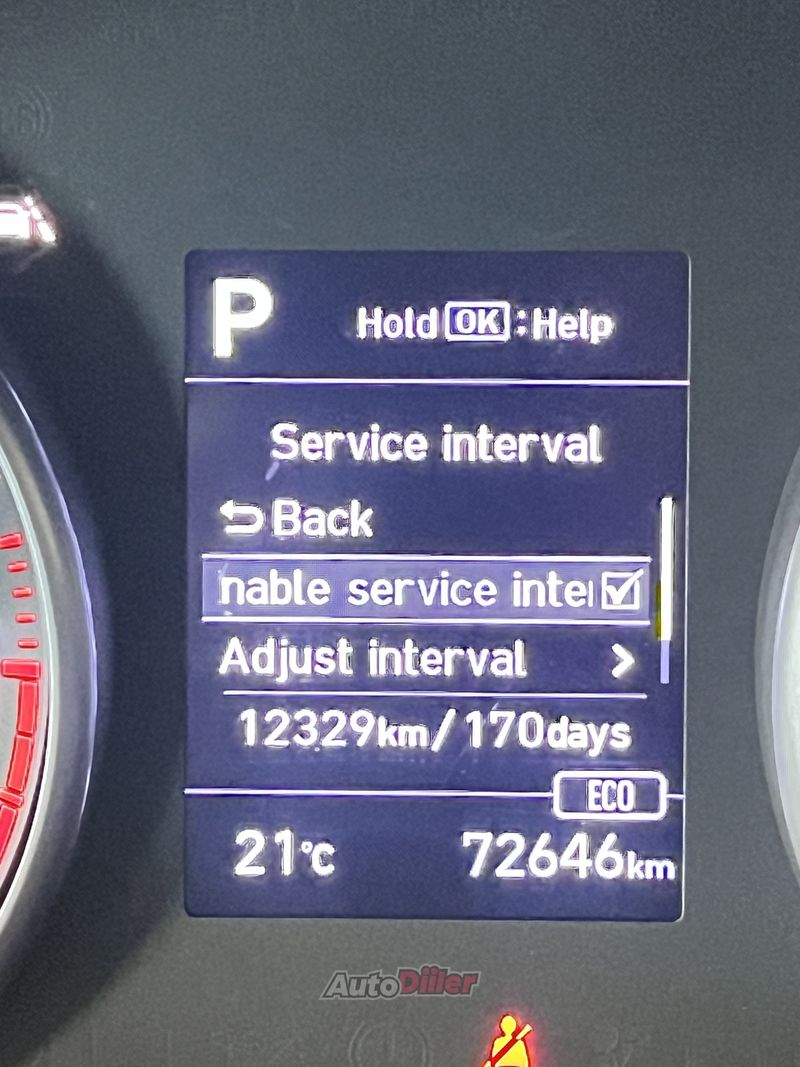 P
Hold OK : Help
Service interval
Back
nable service inte
Adjust interval
12329km/170days
ECO
21°C
72646km
AutoDiiler